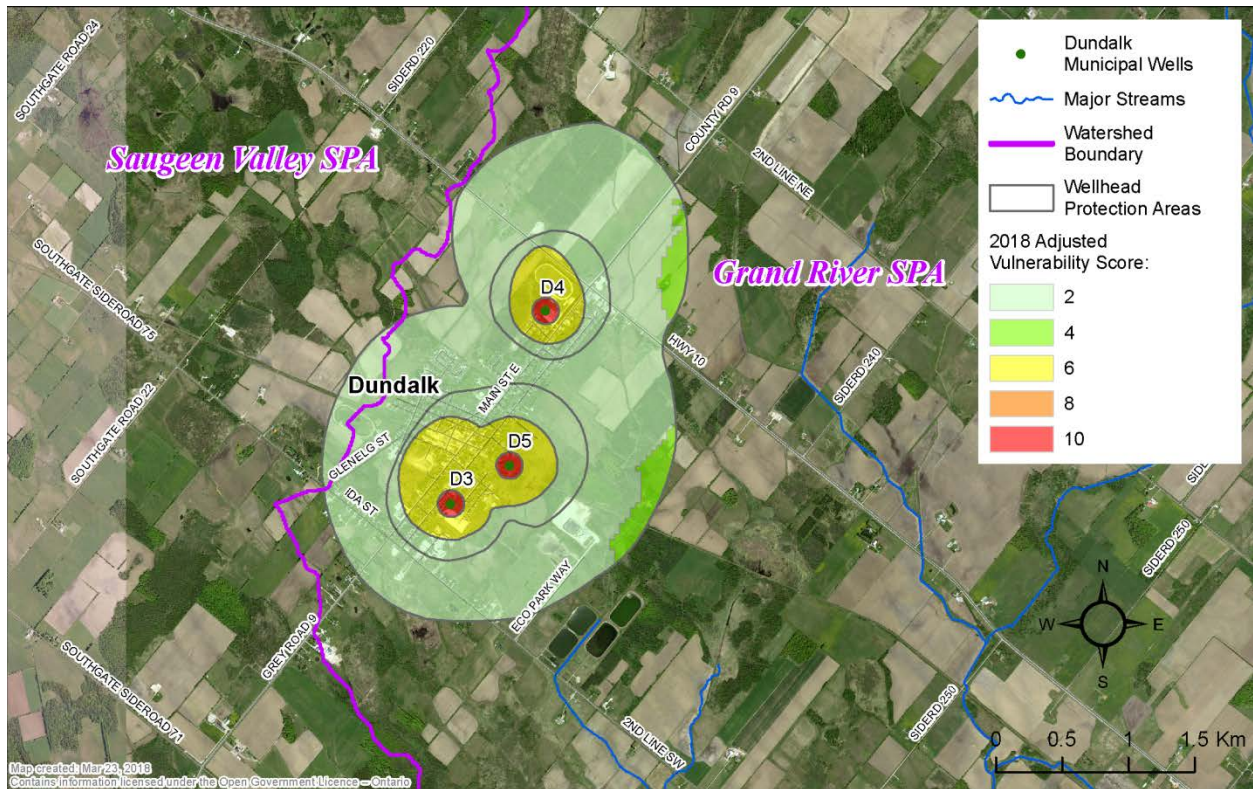 SOUTHGATE ROAD 24
SIDERD 220
COUNTY RD 9
2ND LINE NE
Saugeen Valley SPA
Grand River SPA
SOUTHGATE SIDEROAD 75
D4
HWY 10
SIDERD 240
Dundalk
MAIN ST E
SOUTHGATE ROAD 22
GLENELG ST
IDA ST
D5
D3
ECO PARK WAY
GREY ROAD 9
SOUTHGATE SIDEROAD 71
2ND LINE SW
SIDERD 250
SIDERD 250
Dundalk
Municipal Wells
Major Streams
Watershed
Boundary
Wellhead
Protection Areas
2018 Adjusted
Vulnerability Score:
2
4
6
8
10
N
W
E
S
0 0.5 1 1.5 Km
Map created: Mar 23, 2018
Contains information licensed under the Open Government Licence – Ontario